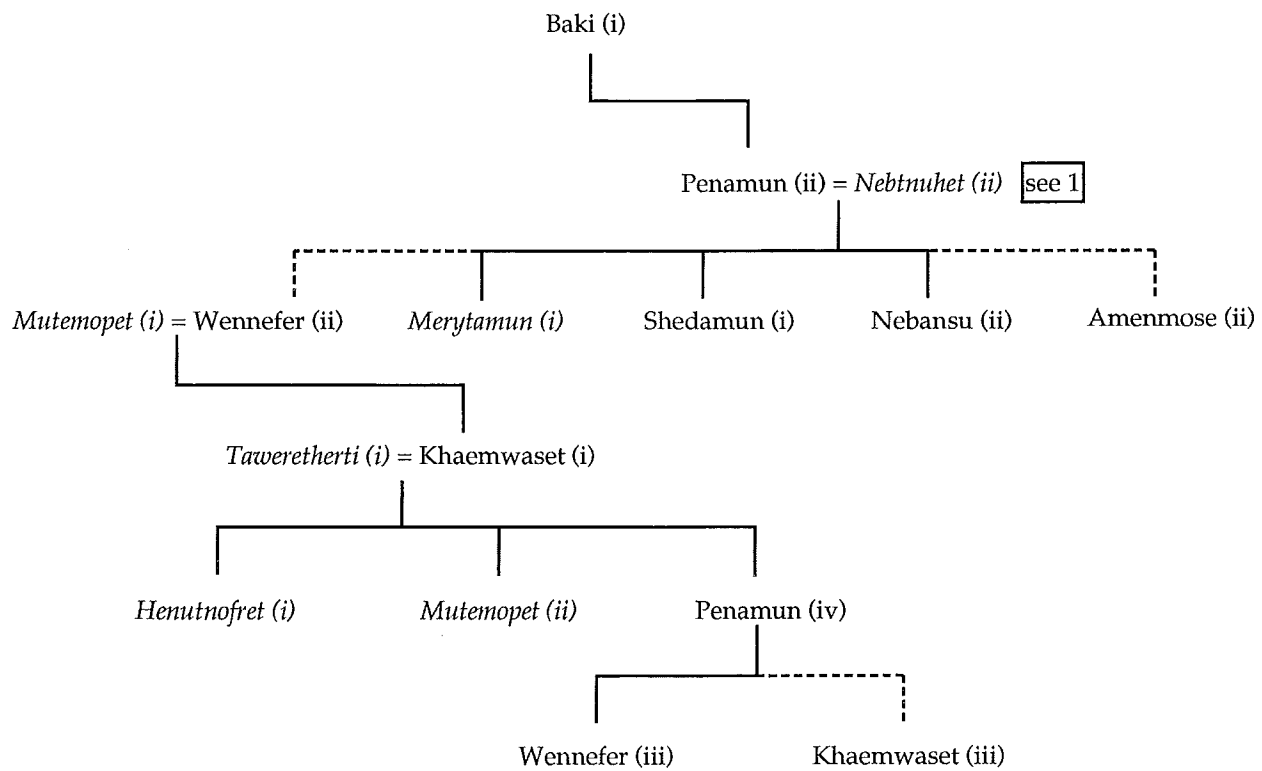 Baki (i)
Penamun (ii) = Nebtnuhet (ii) see 1
Mutemopet (i) = Wennefer (ii) Merytamun (i) Shedamun (i) Nebansu (ii) Amenmose (ii)
Taweretherti (i) = Khaemwaset (i)
Henutnofret (i) Mutemopet (ii) Penamun (iv)
Wennefer (iii) Khaemwaset (iii)